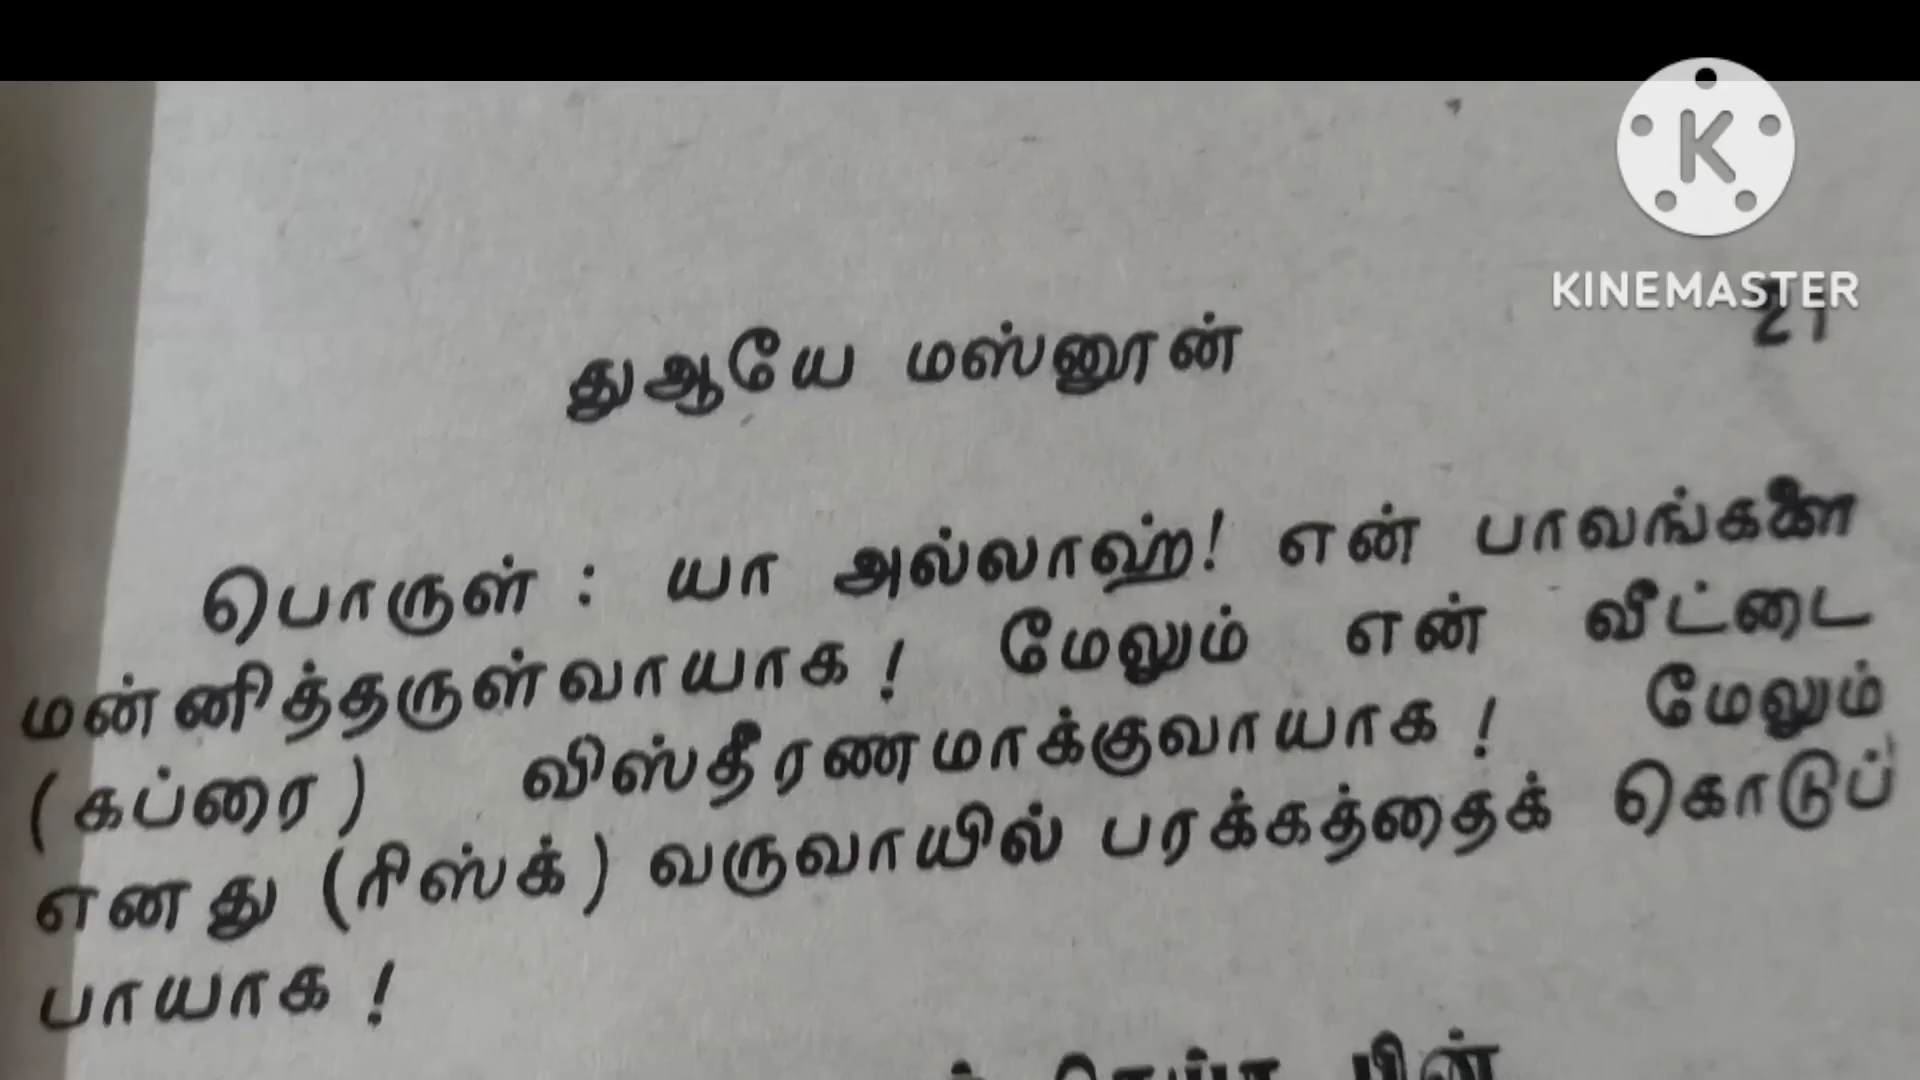 KINEMASTER
துஆயே மஸ்னூன் 21
பொருள் : யா அல்லாஹ்! என் பாவங்களை
மன்னித்தருள்வாயாக ! மேலும் என் வீட்டை
(கப்ரை) விஸ்தீரணமாக்குவாயாக ! மேலும்
எனது (ரிஸ்க்) வருவாயில் பரக்கத்தைக் கொடுப்
பாயாக !
பின்